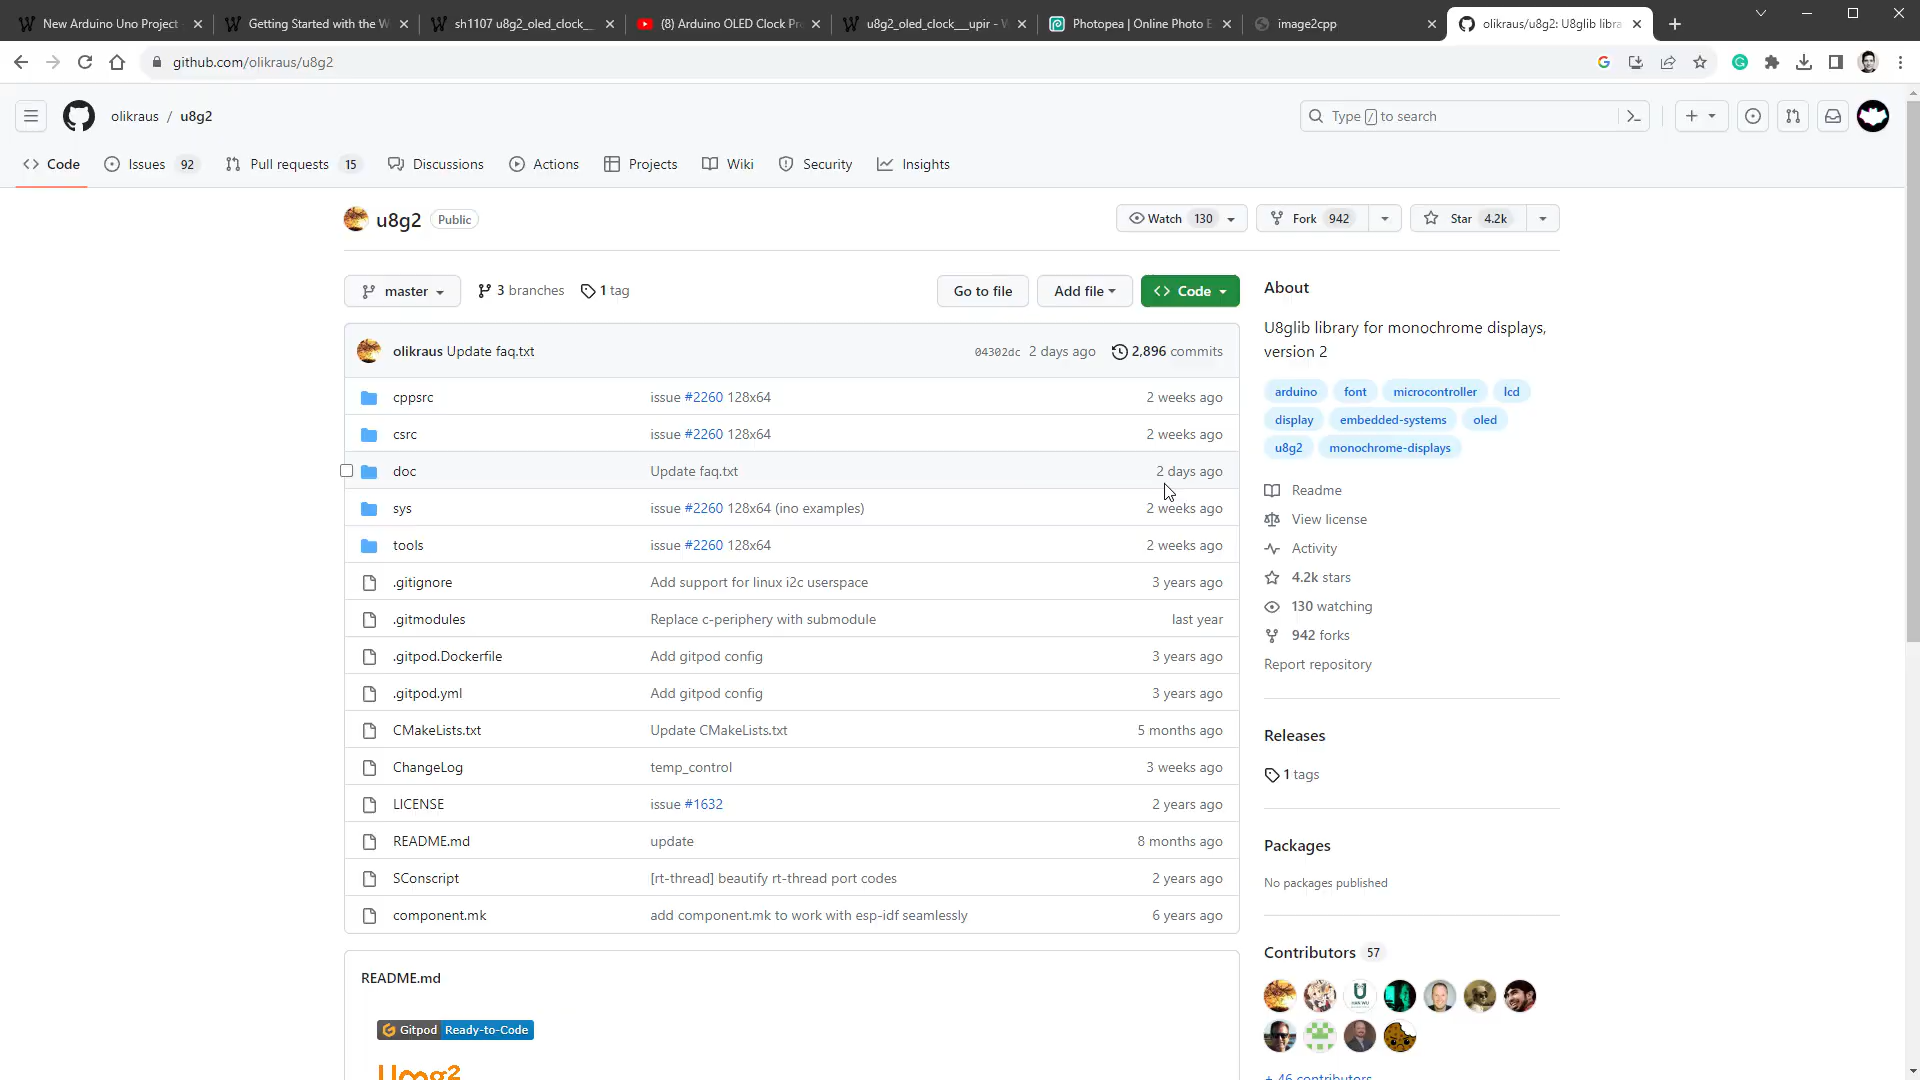 New Arduino Uno Project
Getting Started with the W
sh1107 u8g2_oled_clock__
(8) Arduino OLED Clock Pr
u8g2_oled_clock__upir - W
Photopea | Online Photo E
image2cpp
olikraus/u8g2: U8glib libra
github.com/olikraus/u8g2
olikraus / u8g2
Type / to search
Code
Issues 92
Pull requests 15
Discussions
Actions
Projects
Wiki
Security
Insights
u8g2 Public
Watch 130
Fork 942
Star 4.2k
master
3 branches
1 tag
Go to file
Add file
Code
olikraus Update faq.txt 04302dc 2 days ago 2,896 commits
cppsrc issue #2260 128x64 2 weeks ago
csrc issue #2260 128x64 2 weeks ago
doc Update faq.txt 2 days ago
sys issue #2260 128x64 (ino examples) 2 weeks ago
tools issue #2260 128x64 2 weeks ago
.gitignore Add support for linux i2c userspace 3 years ago
.gitmodules Replace c-periphery with submodule last year
.gitpod.Dockerfile Add gitpod config 3 years ago
.gitpod.yml Add gitpod config 3 years ago
CMakeLists.txt Update CMakeLists.txt 5 months ago
ChangeLog temp_control 3 weeks ago
LICENSE issue #1632 2 years ago
README.md update 8 months ago
SConscript [rt-thread] beautify rt-thread port codes 2 years ago
component.mk add component.mk to work with esp-idf seamlessly 6 years ago
README.md
Gitpod Ready-to-Code
About
U8glib library for monochrome displays,
version 2
arduino font microcontroller lcd
display embedded-systems oled
u8g2 monochrome-displays
Readme
View license
Activity
4.2k stars
130 watching
942 forks
Report repository
Releases
1 tags
Packages
No packages published
Contributors 57
+ 46 contributors